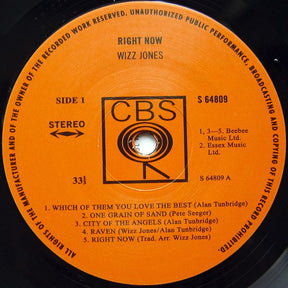 ALL RIGHTS OF THE MANUFACTURER AND OF THE OWNER OF THE RECORDED WORK RESERVED. UNAUTHORIZED PUBLIC PERFORMANCE, BROADCASTING AND COPYING OF THIS RECORD PROHIBITED.
RIGHT NOW
WIZZ JONES
SIDE 1
CBS
S 64809
STEREO
1, 3—5. Beebee
Music Ltd.
2. Essex Music
Ltd.
33⅓
S 64809 A
1. WHICH OF THEM YOU LOVE THE BEST (Alan Tunbridge)
2. ONE GRAIN OF SAND (Pete Seeger)
3. CITY OF THE ANGELS (Alan Tunbridge)
4. RAVEN (Wizz Jones/Alan Tunbridge)
5. RIGHT NOW (Trad. Arr. Wizz Jones)